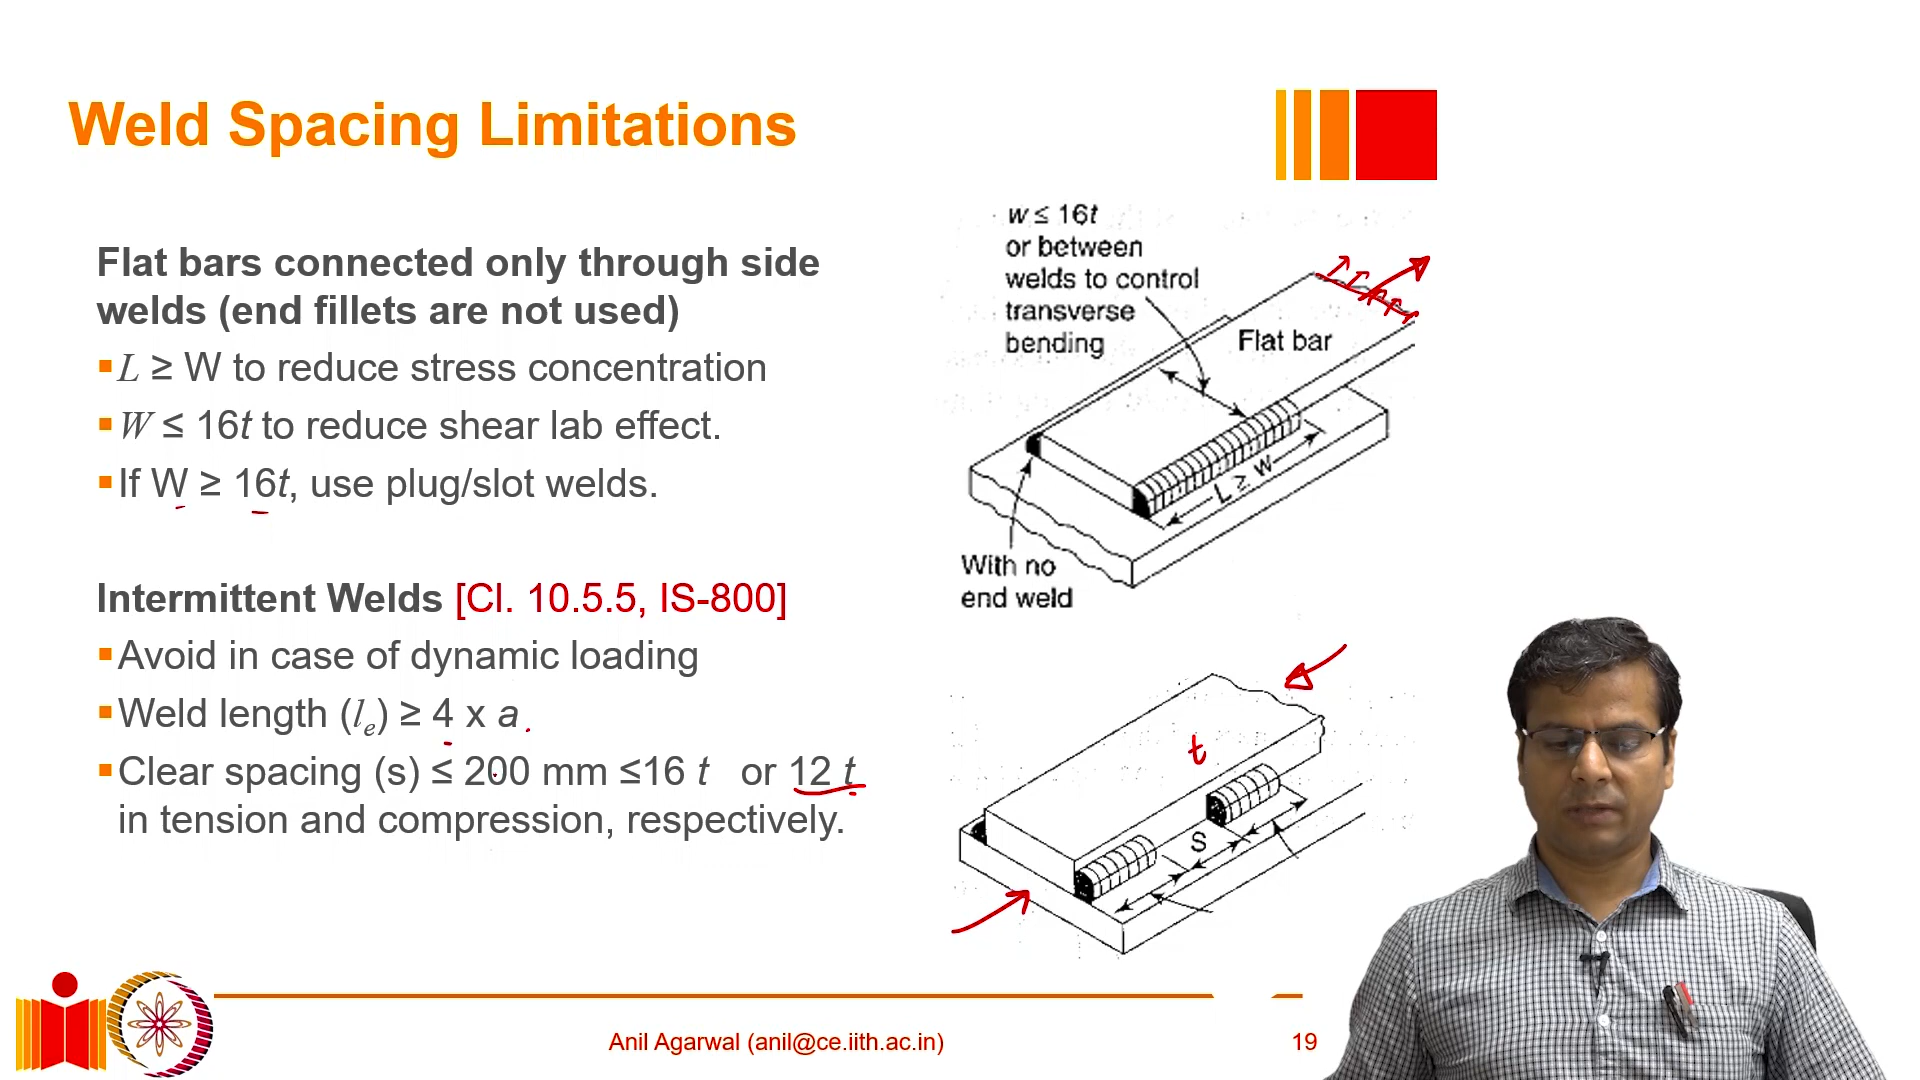 Weld Spacing Limitations
Flat bars connected only through side
welds (end fillets are not used)
L ≥ W to reduce stress concentration
W ≤ 16t to reduce shear lab effect.
If W ≥ 16t, use plug/slot welds.
Intermittent Welds [Cl. 10.5.5, IS-800]
Avoid in case of dynamic loading
Weld length (le) ≥ 4 x a
Clear spacing (s) ≤ 200 mm ≤16 t or 12 t
in tension and compression, respectively.
w ≤ 16t
or between
welds to control
transverse
bending
Flat bar
L ≥ W
With no
end weld
t
S
Anil Agarwal (anil@ce.iith.ac.in)
19